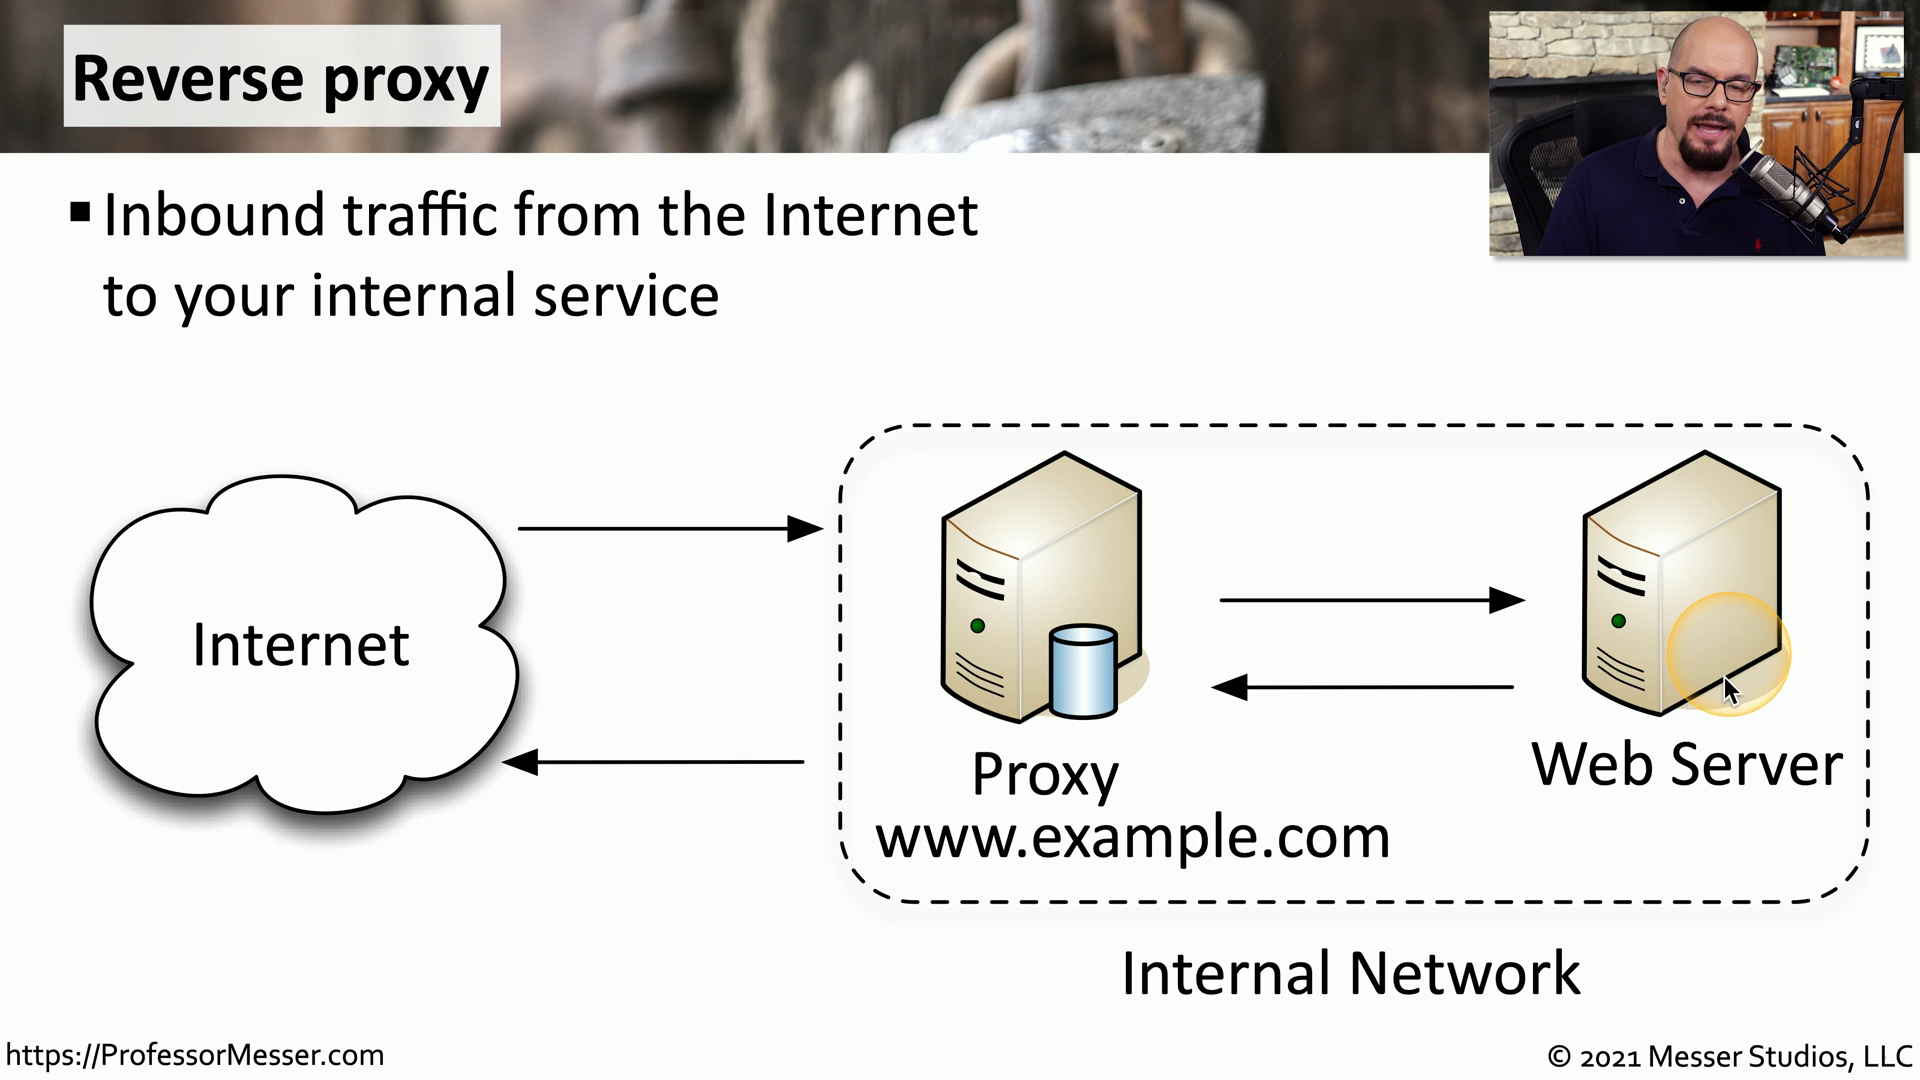 Reverse proxy
▪ Inbound traffic from the Internet
to your internal service
Internet
Proxy
www.example.com
Web Server
Internal Network
https://ProfessorMesser.com
© 2021 Messer Studios, LLC